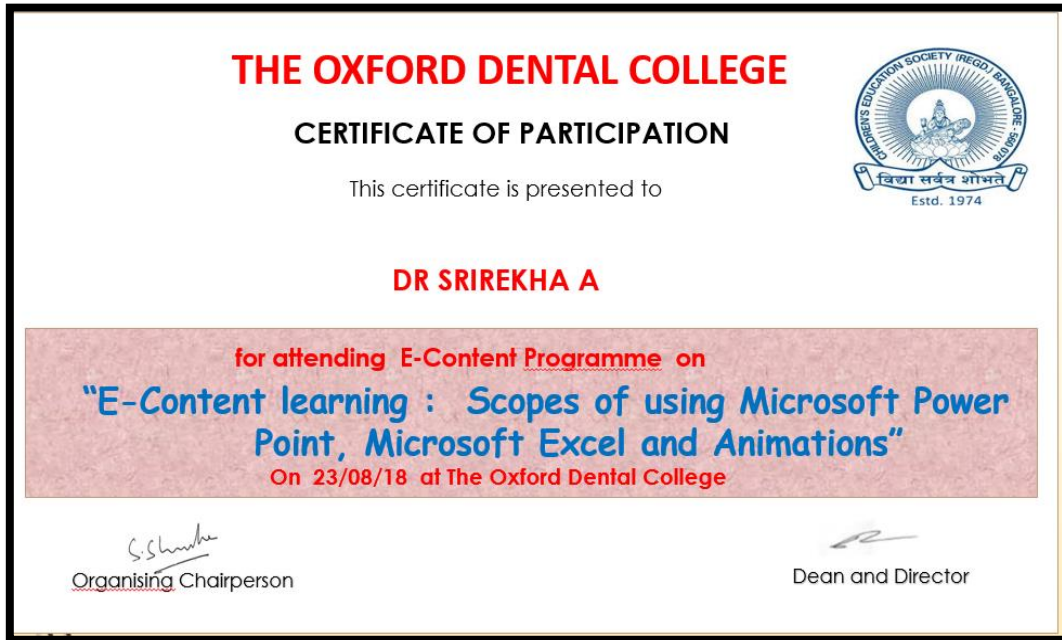 THE OXFORD DENTAL COLLEGE
CERTIFICATE OF PARTICIPATION
This certificate is presented to
CHILDREN'S EDUCATION SOCIETY (REGD.) BANGALORE - 560 078
विद्या सर्वत्र शोभते
Estd. 1974
DR SRIREKHA A
for attending E-Content Programme on
“E-Content learning : Scopes of using Microsoft Power
Point, Microsoft Excel and Animations”
On 23/08/18 at The Oxford Dental College
Organising Chairperson
Dean and Director